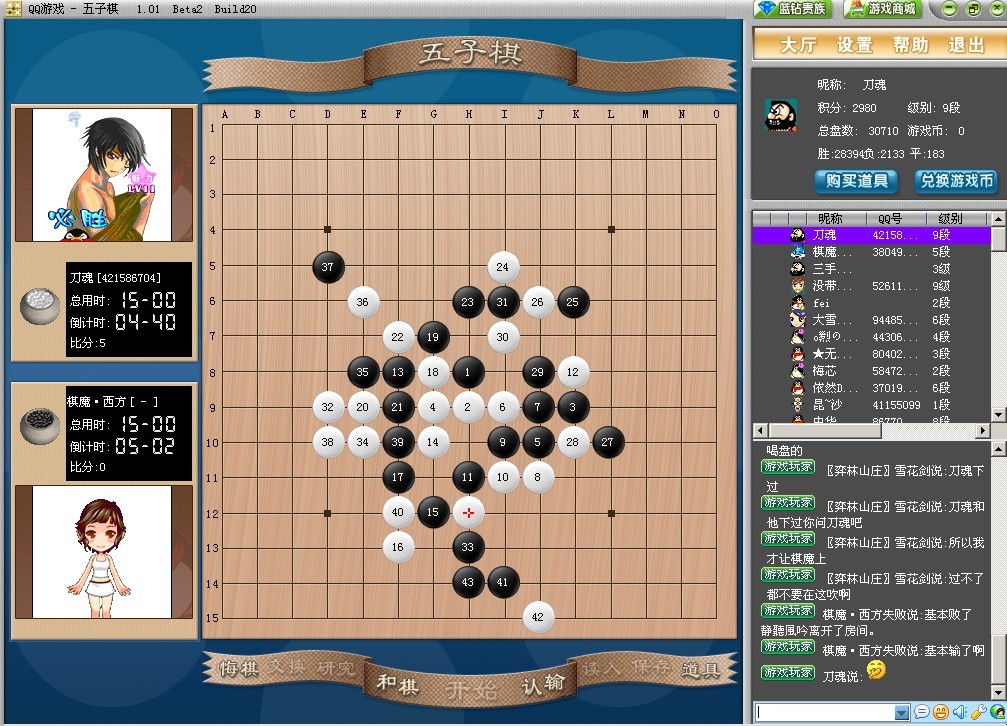 QQ游戏 - 五子棋 1.01 Beta2 Build20
蓝钻贵族 游戏商城
大厅 设置 帮助 退出
五子棋
昵称: 刀魂
积分: 2980 级别: 9段
总盘数: 30710 游戏币: 0
胜:28394负:2133 平:183
购买道具 兑换游戏币
必胜
魅力
LV11
刀魂 [421586704]
总用时: 15-00
倒计时: 04-40
比分:5
棋魔·西方 [ - ]
总用时: 15-00
倒计时: 05-02
比分:0
A B C D E F G H I J K L M N O
1
2
3
4
5 37 24
6 36 23 31 26 25
7 22 19 30
8 35 13 18 1 29 12
9 32 20 21 4 2 6 7 3
10 38 34 39 14 9 5 28 27
11 17 11 10 8
12 40 15
13 16 33
14 43 41
15 42
悔棋 交换 研究 和棋 开始 认输 读入 保存 道具
昵称 QQ号 级别
刀魂 42158... 9段
棋魔... 38049... 5段
三手... 3级
没带... 52611... 9级
fei 2段
大雪... 94485... 6段
44306... 4段
★无... 80402... 3段
梅芯 58472... 2段
依然D... 37019... 6段
昆~沙 41155099 1段
喝盘的
游戏玩家 〖弈林山庄〗雪花剑说:刀魂下
过
游戏玩家 〖弈林山庄〗雪花剑说:刀魂和
他下过你问刀魂吧
游戏玩家 〖弈林山庄〗雪花剑说:所以我
才让棋魔上
游戏玩家 〖弈林山庄〗雪花剑说:过不了
都不要在这吹啊
游戏玩家 棋魔·西方失败说:基本败了
静聽風吟离开了房间。
游戏玩家 棋魔·西方失败说:基本输了啊
游戏玩家 刀魂说: